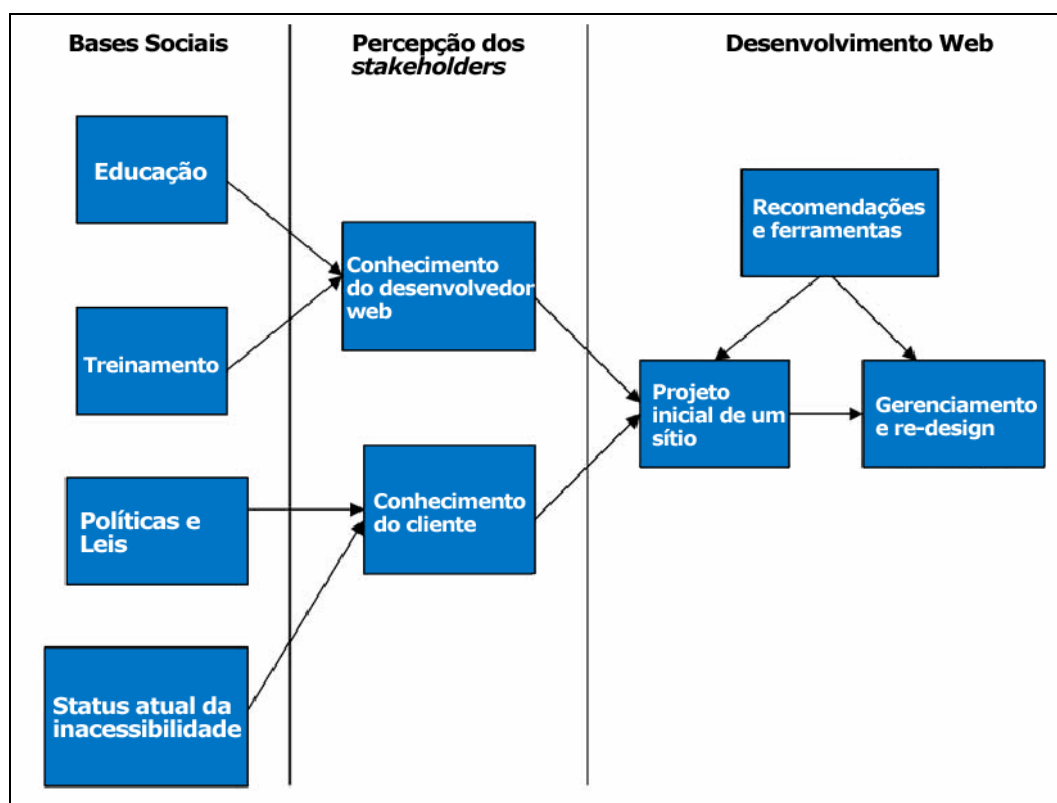 Bases Sociais
Percepção dos
stakeholders
Desenvolvimento Web
Educação
Treinamento
Políticas e
Leis
Status atual da
inacessibilidade
Conhecimento
do desenvolvedor
web
Conhecimento
do cliente
Recomendações
e ferramentas
Projeto
inicial de um
sítio
Gerenciamento
e re-design